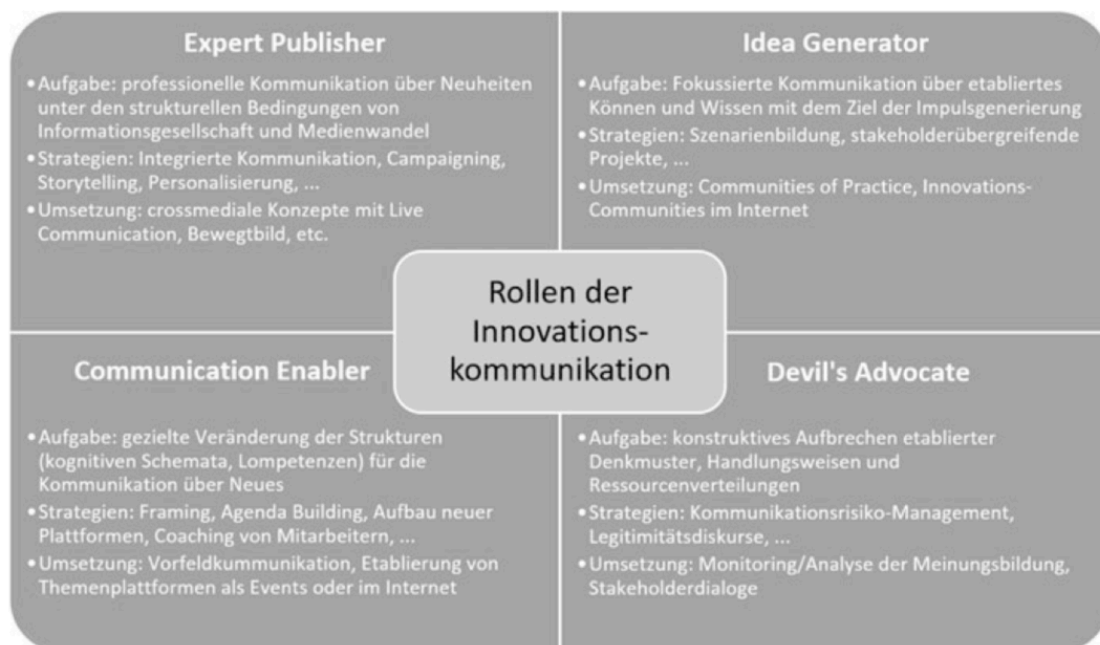 Expert Publisher
•Aufgabe: professionelle Kommunikation über Neuheiten
unter den strukturellen Bedingungen von
Informationsgesellschaft und Medienwandel
•Strategien: Integrierte Kommunikation, Campaigning,
Storytelling, Personalisierung, ...
•Umsetzung: crossmediale Konzepte mit Live
Communication, Bewegtbild, etc.
Idea Generator
•Aufgabe: Fokussierte Kommunikation über etabliertes
Können und Wissen mit dem Ziel der Impulsgenerierung
•Strategien: Szenarienbildung, stakeholderübergreifende
Projekte, ...
•Umsetzung: Communities of Practice, Innovations-
Communities im Internet
Rollen der
Innovations-
kommunikation
Communication Enabler
•Aufgabe: gezielte Veränderung der Strukturen
(kognitiven Schemata, Lompetenzen) für die
Kommunikation über Neues
•Strategien: Framing, Agenda Building, Aufbau neuer
Plattformen, Coaching von Mitarbeitern, ...
•Umsetzung: Vorfeldkummunikation, Etablierung von
Themenplattformen als Events oder im Internet
Devil's Advocate
•Aufgabe: konstruktives Aufbrechen etablierter
Denkmuster, Handlungsweisen und
Ressourcenverteilungen
•Strategien: Kommunikationsrisiko-Management,
Legitimitätsdiskurse, ...
•Umsetzung: Monitoring/Analyse der Meinungsbildung,
Stakeholderdialoge